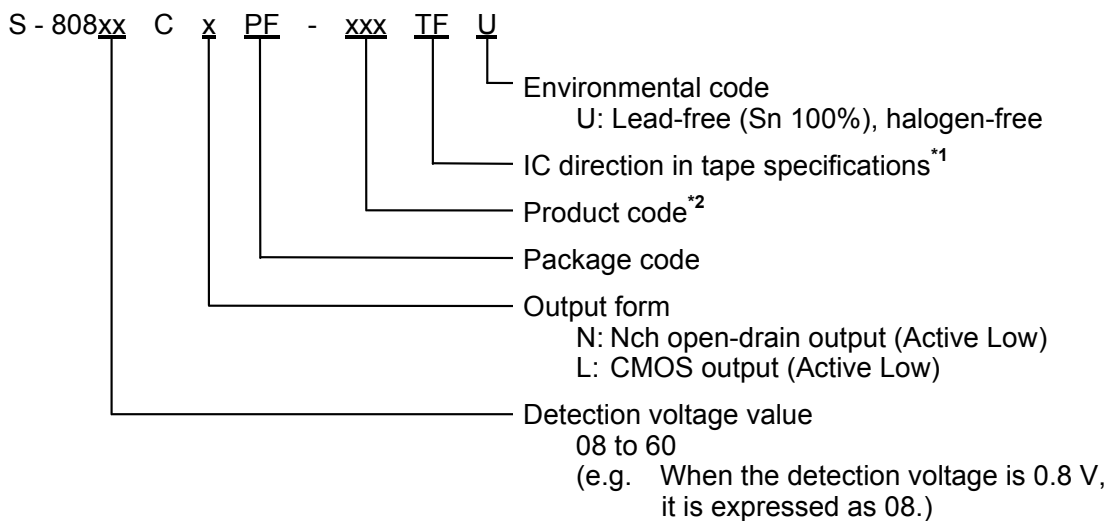 S - 808xx C x PF - xxx TF U
Environmental code
U: Lead-free (Sn 100%), halogen-free
IC direction in tape specifications*1
Product code*2
Package code
Output form
N: Nch open-drain output (Active Low)
L: CMOS output (Active Low)
Detection voltage value
08 to 60
(e.g. When the detection voltage is 0.8 V,
it is expressed as 08.)